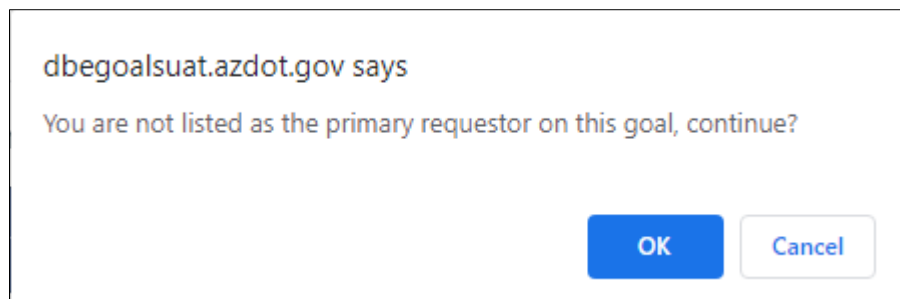 dbegoalsuat.azdot.gov says
You are not listed as the primary requestor on this goal, continue?
OK
Cancel